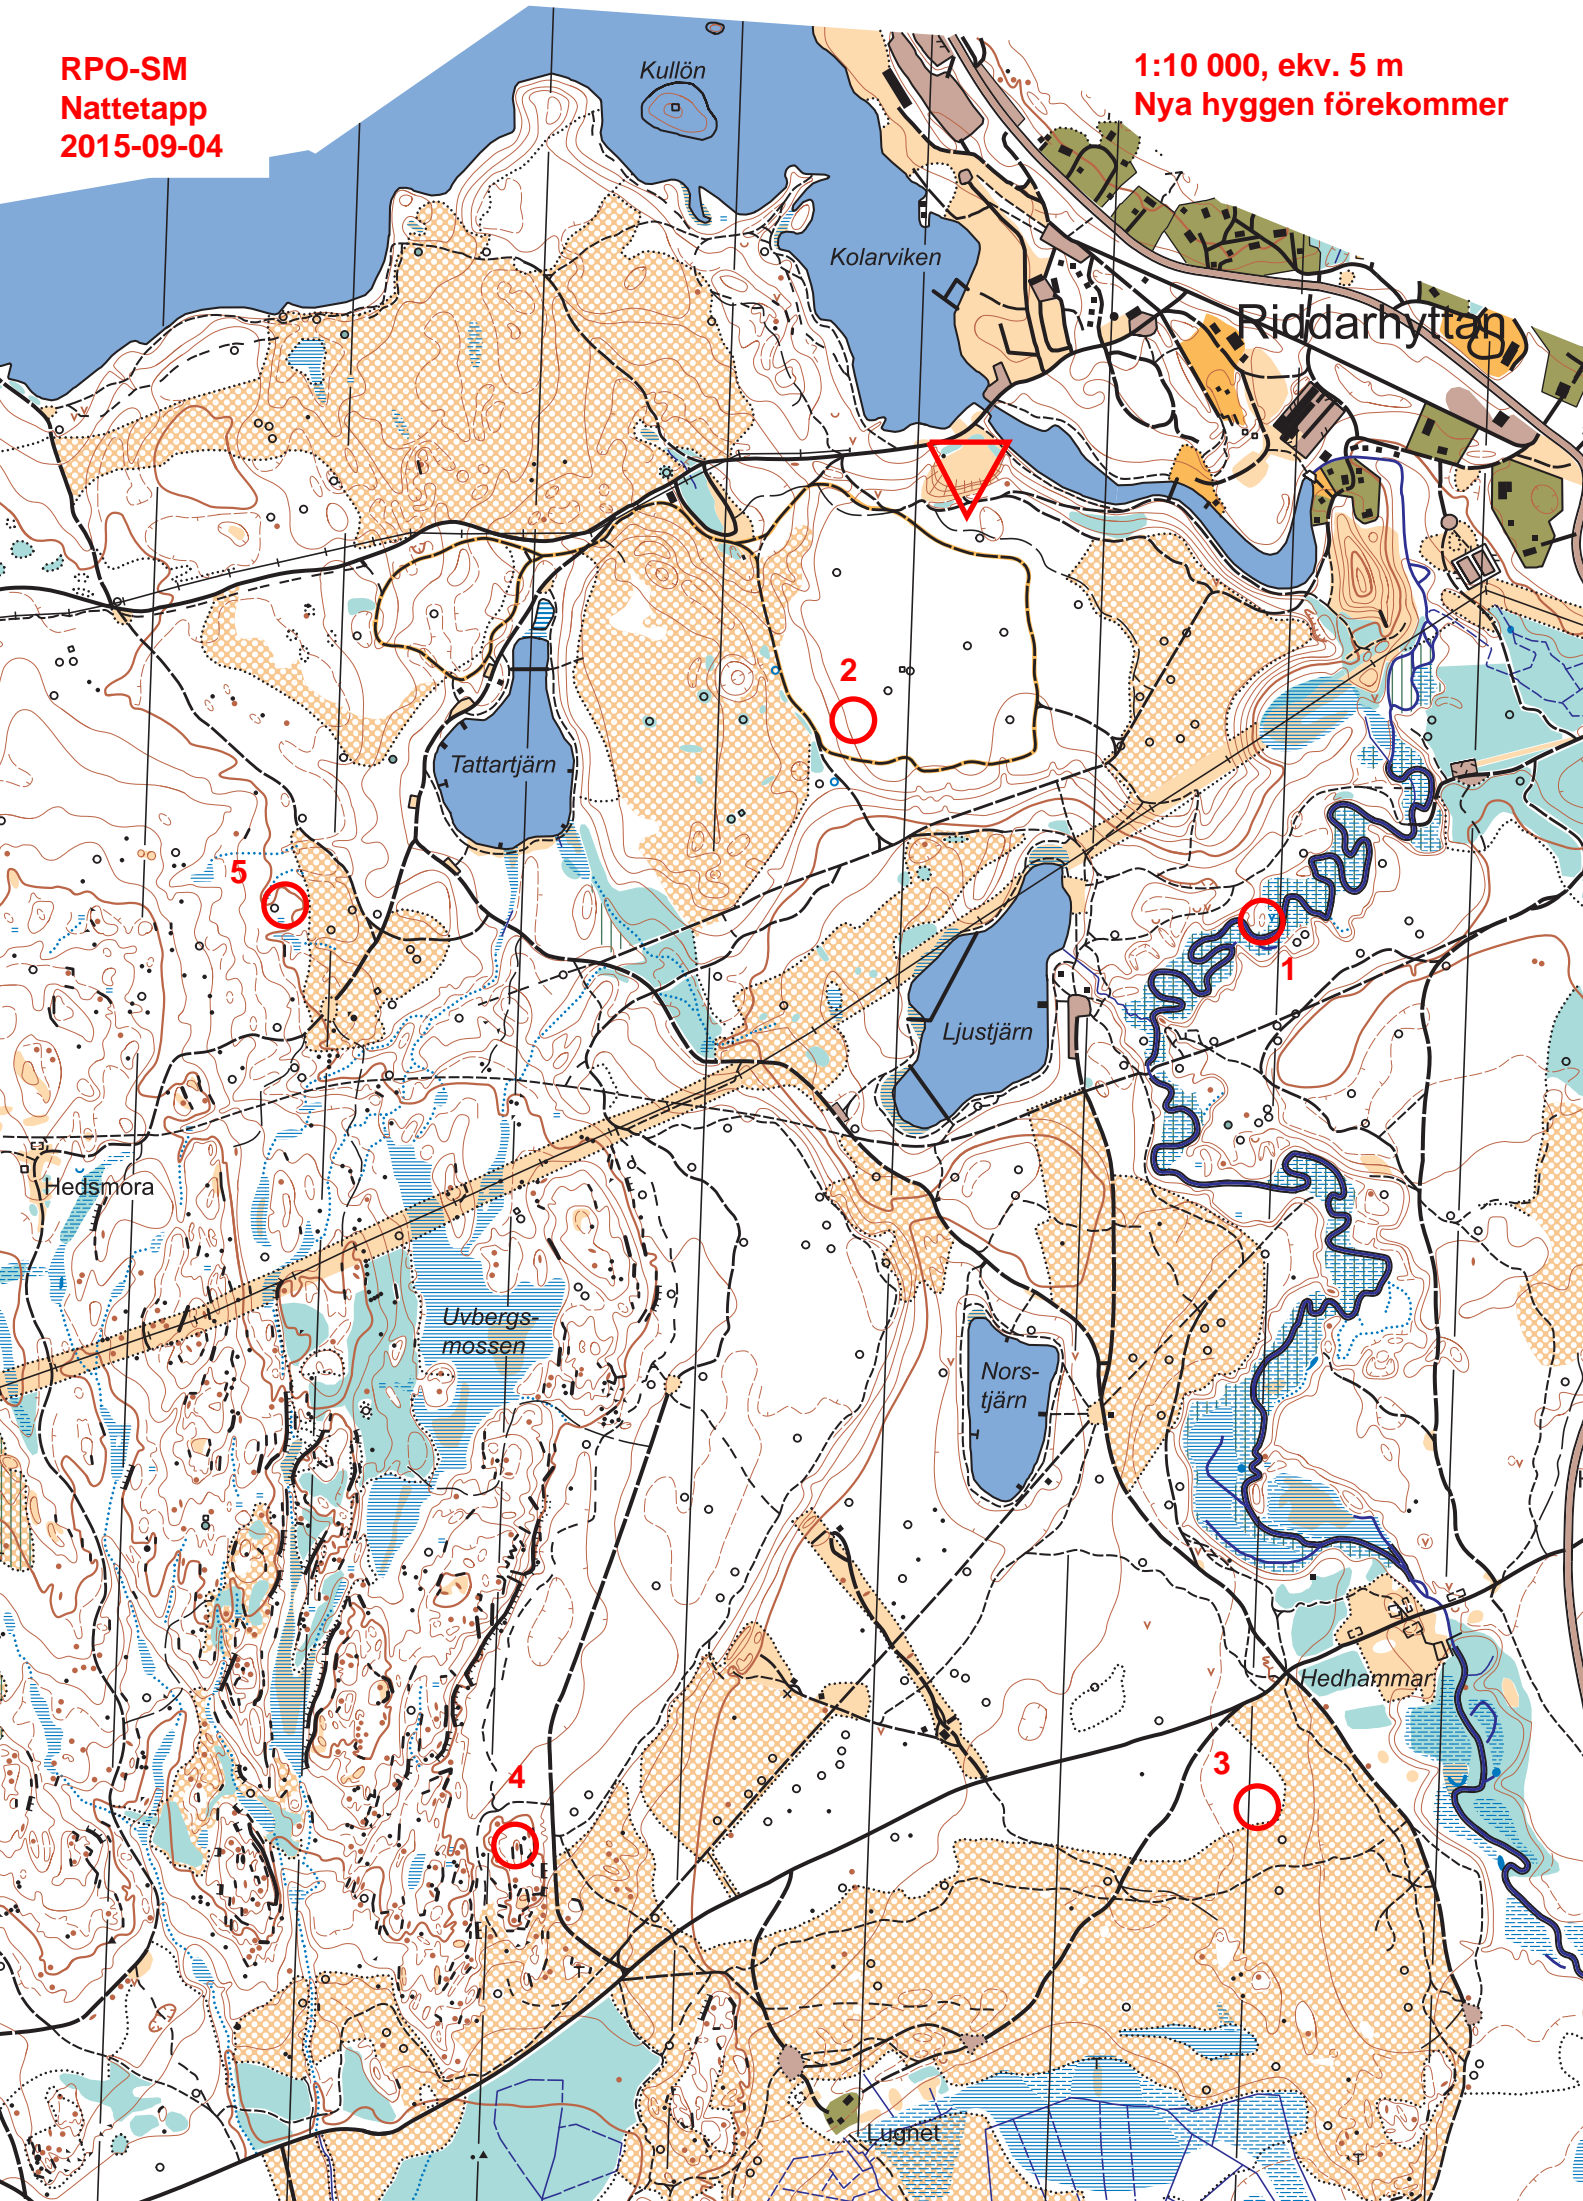 RPO-SM
Nattetapp
2015-09-04
1:10 000, ekv. 5 m
Nya hyggen förekommer
Kullön
Kolarviken
Riddarhyttan
2
Tattartjärn
5
1
Ljustjärn
Hedsmora
Uvbergs-
mossen
Nors-
tjärn
Hedhammar
3
4
Lugnet